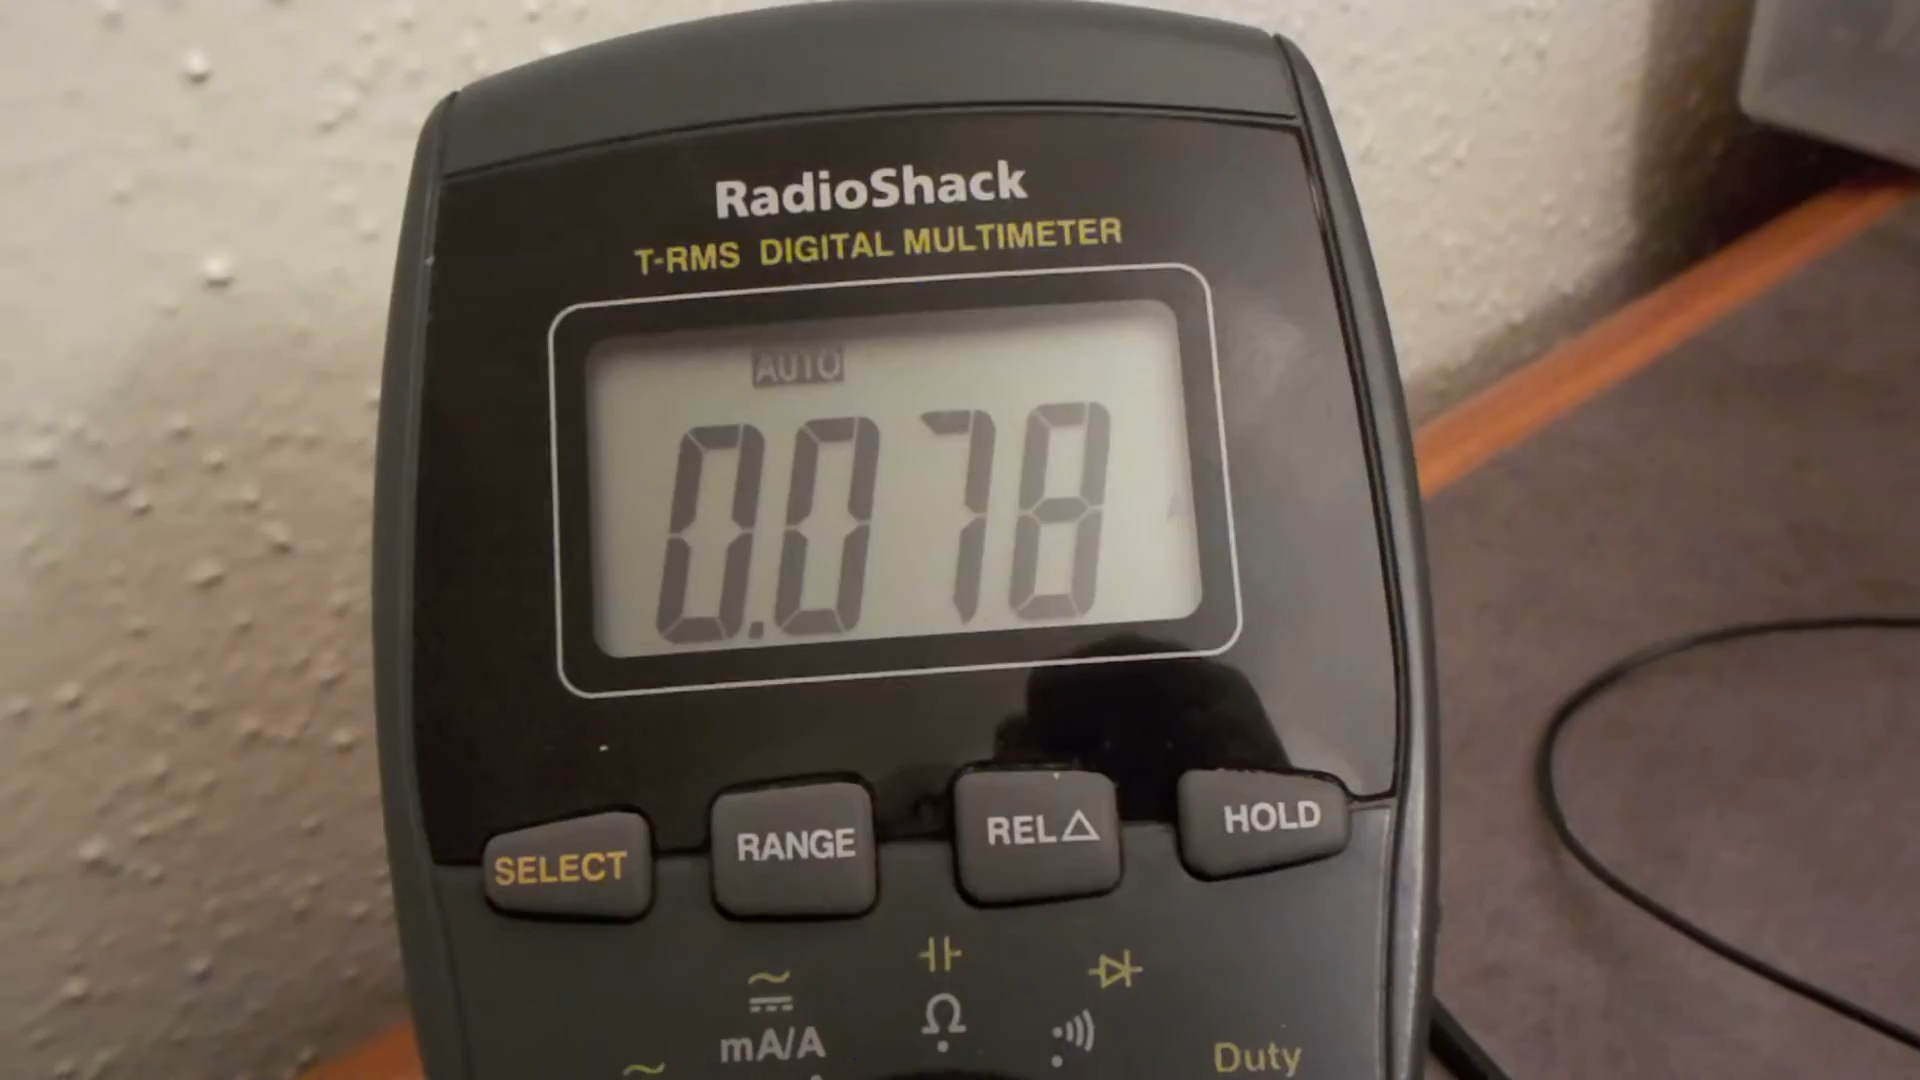 RadioShack
T-RMS DIGITAL MULTIMETER
AUTO
0.078
A
SELECT
RANGE
REL△
HOLD
mA/A
Ω
Duty